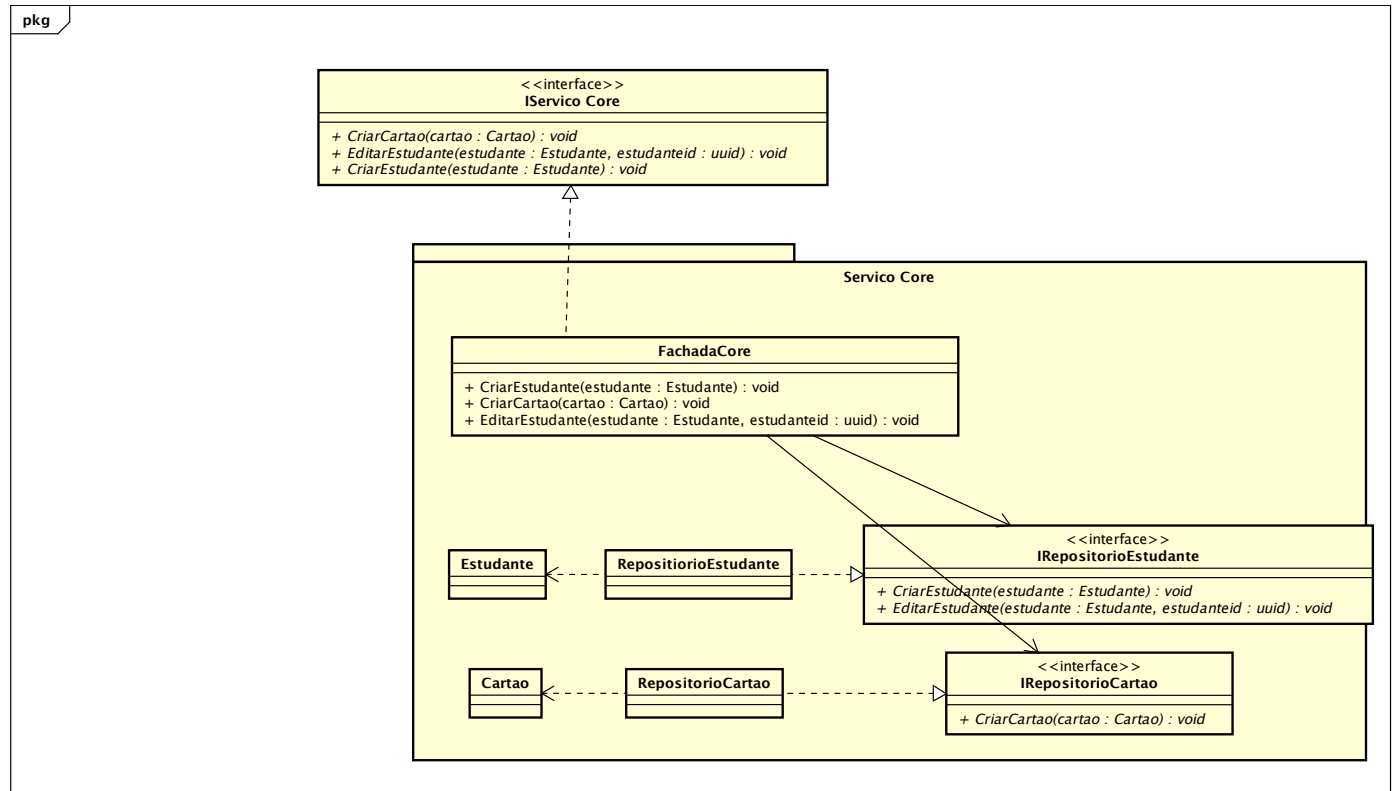 pkg
<<interface>>
IServico Core
+ CriarCartao(cartao : Cartao) : void
+ EditarEstudante(estudante : Estudante, estudanteid : uuid) : void
+ CriarEstudante(estudante : Estudante) : void
Servico Core
FachadaCore
+ CriarEstudante(estudante : Estudante) : void
+ CriarCartao(cartao : Cartao) : void
+ EditarEstudante(estudante : Estudante, estudanteid : uuid) : void
Estudante
RepositiorioEstudante
<<interface>>
IRepositorioEstudante
+ CriarEstudante(estudante : Estudante) : void
+ EditarEstudante(estudante : Estudante, estudanteid : uuid) : void
Cartao
RepositorioCartao
<<interface>>
IRepositorioCartao
+ CriarCartao(cartao : Cartao) : void